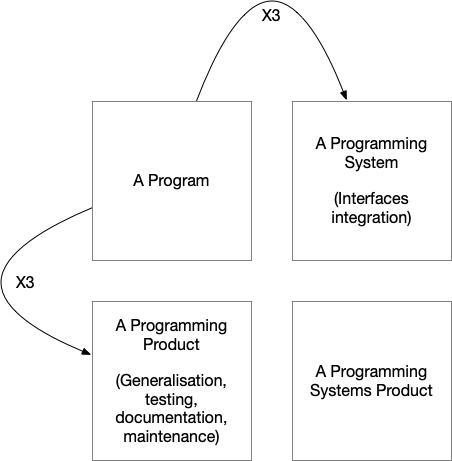 X3
A Program
A Programming
System
(Interfaces
integration)
X3
A Programming
Product
(Generalisation,
testing,
documentation,
maintenance)
A Programming
Systems Product